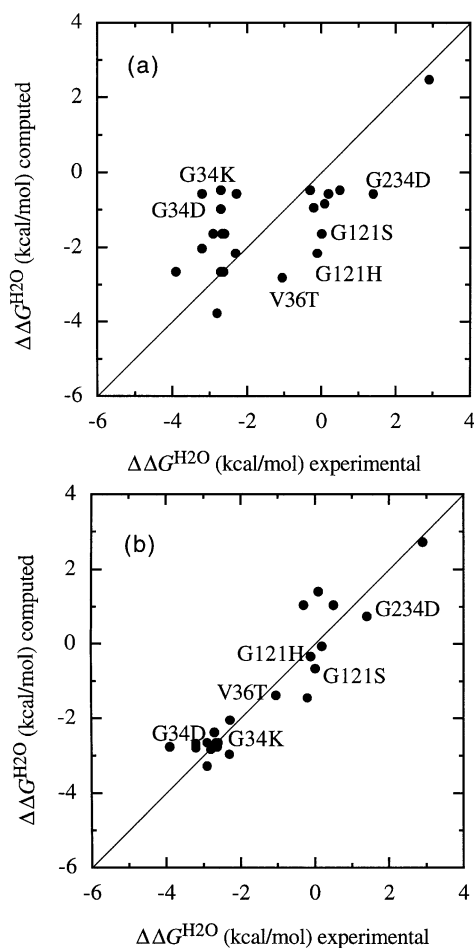 (a)
4
2
0
-2
-4
-6
ΔΔG^H2O (kcal/mol) computed
G34K
G34D
G234D
G121S
G121H
V36T
-6 -4 -2 0 2 4
ΔΔG^H2O (kcal/mol) experimental
(b)
4
2
0
-2
-4
-6
ΔΔG^H2O (kcal/mol) computed
G234D
G121H
G121S
V36T
G34D
G34K
-6 -4 -2 0 2 4
ΔΔG^H2O (kcal/mol) experimental